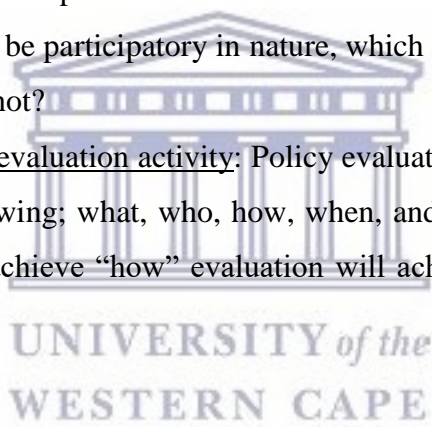 be participatory in nature, which
not?
evaluation activity: Policy evaluat
wing; what, who, how, when, and
achieve “how” evaluation will ach
UNIVERSITY of the
WESTERN CAPE